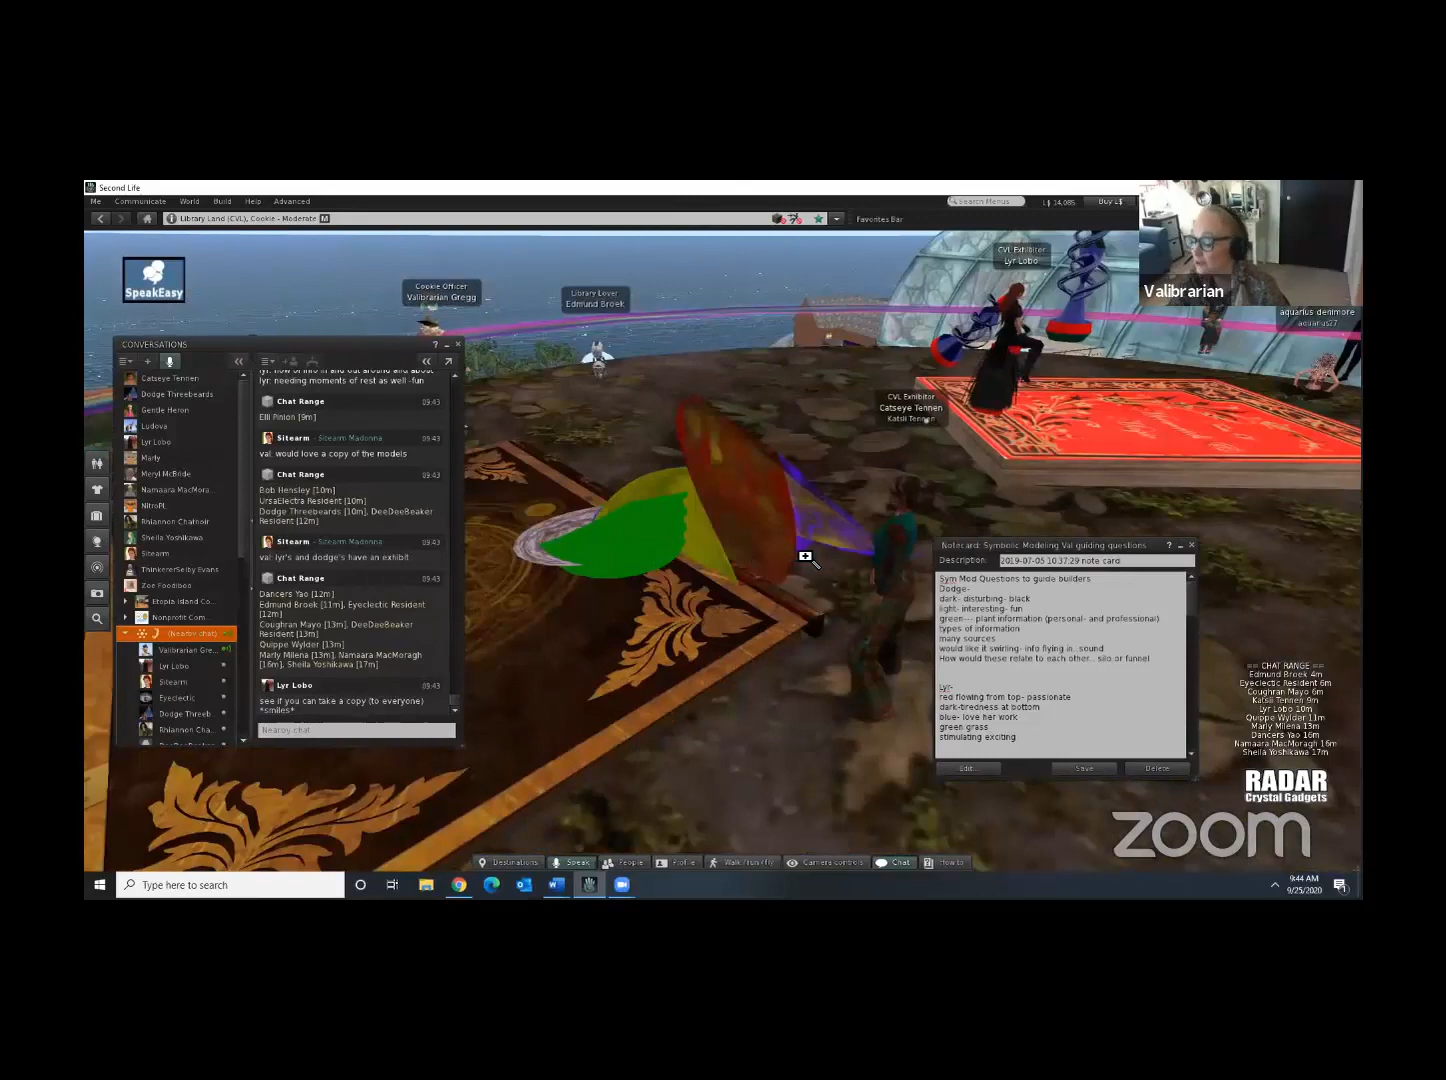 Second Life
Me Communicate World Build Help Advanced
Search Menus
L$ 14,085
Buy L$
Library Land (CVL), Cookie - Moderate M
Favorites Bar
SpeakEasy
Cookie Officer
Valibrarian Gregg
Library Lover
Edmund Broek
CVL Exhibitor
Lyr Lobo
Valibrarian
aquarius denimore
aquarius27
CVL Exhibitor
Catseye Tennen
Katsii Tennen
CONVERSATIONS
Catseye Tennen
Dodge Threebeards
Gentle Heron
Ludova
Lyr Lobo
Marly
Meryl McBride
Namaara MacMora...
NitroPL
Rhiannon Chatnoir
Sheila Yoshikawa
Sitearm
ThinkererSelby Evans
Zoe Foodiboo
Etopia Island Co...
Nonprofit Com...
(Nearby chat)
Valibrarian Gre...
Lyr Lobo
Sitearm
Eyeclectic
Dodge Threeb...
Rhiannon Cha...
lyr: needing moments of rest as well -fun
Chat Range 09:43
Elli Pinion [9m]
Sitearm - Sitearm Madonna 09:43
val: would love a copy of the models
Chat Range 09:43
Bob Hensley [10m]
UrsaElectra Resident [10m]
Dodge Threebeards [10m], DeeDeeBeaker
Resident [12m]
Sitearm - Sitearm Madonna 09:43
val: lyr's and dodge's have an exhibit
Chat Range 09:43
Dancers Yao [12m]
Edmund Broek [11m], Eyeclectic Resident
[12m]
Coughran Mayo [13m], DeeDeeBeaker
Resident [13m]
Quippe Wylder [13m]
Marly Milena [13m], Namaara MacMoragh
[16m], Sheila Yoshikawa [17m]
Lyr Lobo 09:43
see if you can take a copy (to everyone)
*smiles*
Nearby chat
Notecard: Symbolic Modeling Val guiding questions
Description: 2019-07-05 10:37:29 note card
Sym Mod Questions to guide builders
Dodge-
dark- disturbing- black
light- interesting- fun
green--- plant information (personal- and professional)
types of information
many sources
would like it swirling- info flying in..sound
How would these relate to each other... silo or funnel
Lyr-
red flowing from top- passionate
dark-tiredness at bottom
blue- love her work
green grass
stimulating exciting
Edit... Save Delete
== CHAT RANGE ==
Edmund Broek 4m
Eyeclectic Resident 6m
Coughran Mayo 6m
Katsii Tennen 9m
Lyr Lobo 10m
Quippe Wylder 11m
Marly Milena 13m
Dancers Yao 16m
Namaara MacMoragh 16m
Sheila Yoshikawa 17m
RADAR
Crystal Gadgets
zoom
Destinations Speak People Profile Walk / run / fly Camera controls Chat How to
Type here to search
9:44 AM
9/25/2020